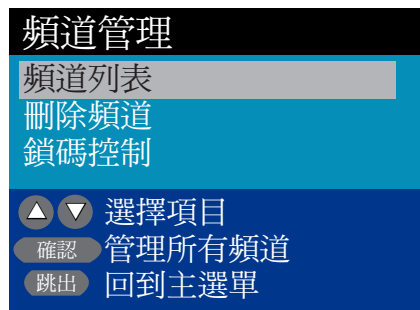 頻道管理
頻道列表
刪除頻道
鎖碼控制
選擇項目
確認 管理所有頻道
跳出 回到主選單